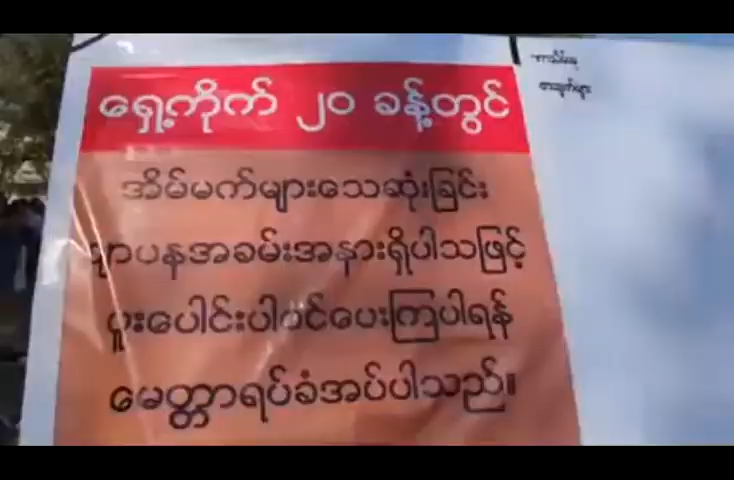 ရှေ့ကိုက် ၂၀ ခန့်တွင်
အိမ်မက်များသေဆုံးခြင်း
ဈာပနအခမ်းအနားရှိပါသဖြင့်
ပူးပေါင်းပါဝင်ပေးကြပါရန်
မေတ္တာရပ်ခံအပ်ပါသည်။